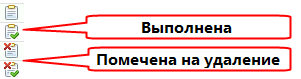 Выполнена
Помечена на удаление